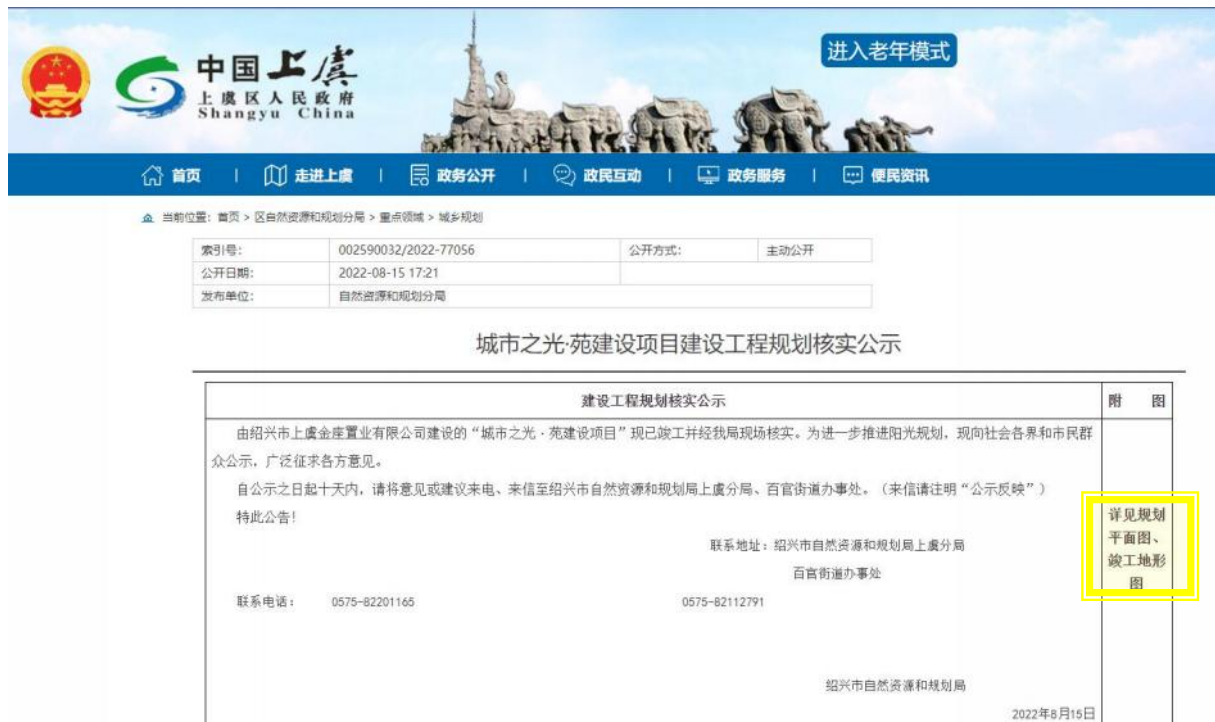 中国上虞
上虞区人民政府
Shangyu China
进入老年模式
首页 | 走进上虞 | 政务公开 | 政民互动 | 政务服务 | 便民资讯
当前位置：首页 > 区自然资源和规划分局 > 重点领域 > 城乡规划
索引号： 002590032/2022-77056 公开方式： 主动公开
公开日期： 2022-08-15 17:21
发布单位： 自然资源和规划分局
城市之光·苑建设项目建设工程规划核实公示
建设工程规划核实公示 附 图
由绍兴市上虞金座置业有限公司建设的“城市之光·苑建设项目”现已竣工并经我局现场核实。为进一步推进阳光规划，现向社会各界和市民群
众公示，广泛征求各方意见。
自公示之日起十天内，请将意见或建议来电、来信至绍兴市自然资源和规划局上虞分局、百官街道办事处。（来信请注明“公示反映”）
特此公告！
联系地址：绍兴市自然资源和规划局上虞分局
百官街道办事处
联系电话： 0575-82201165 0575-82112791
绍兴市自然资源和规划局
2022年8月15日
详见规划
平面图、
竣工地形
图